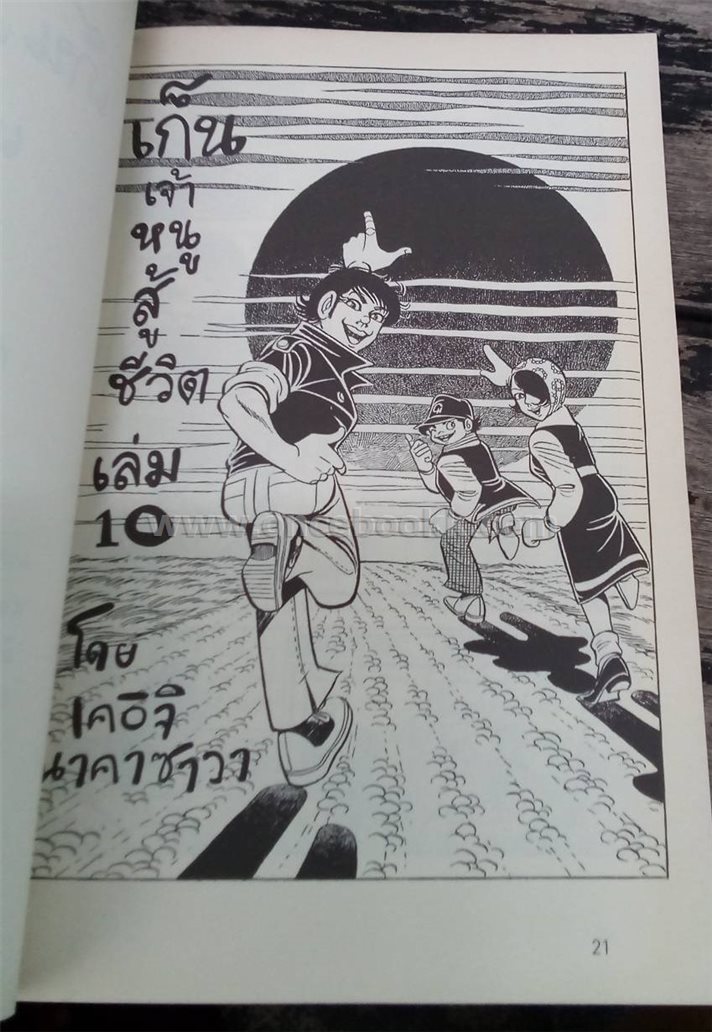 เก็น
เจ้า
หนู
สู้
ชีวิต
เล่ม
10
โดย
เคอิจิ
นาคาซาวา
21